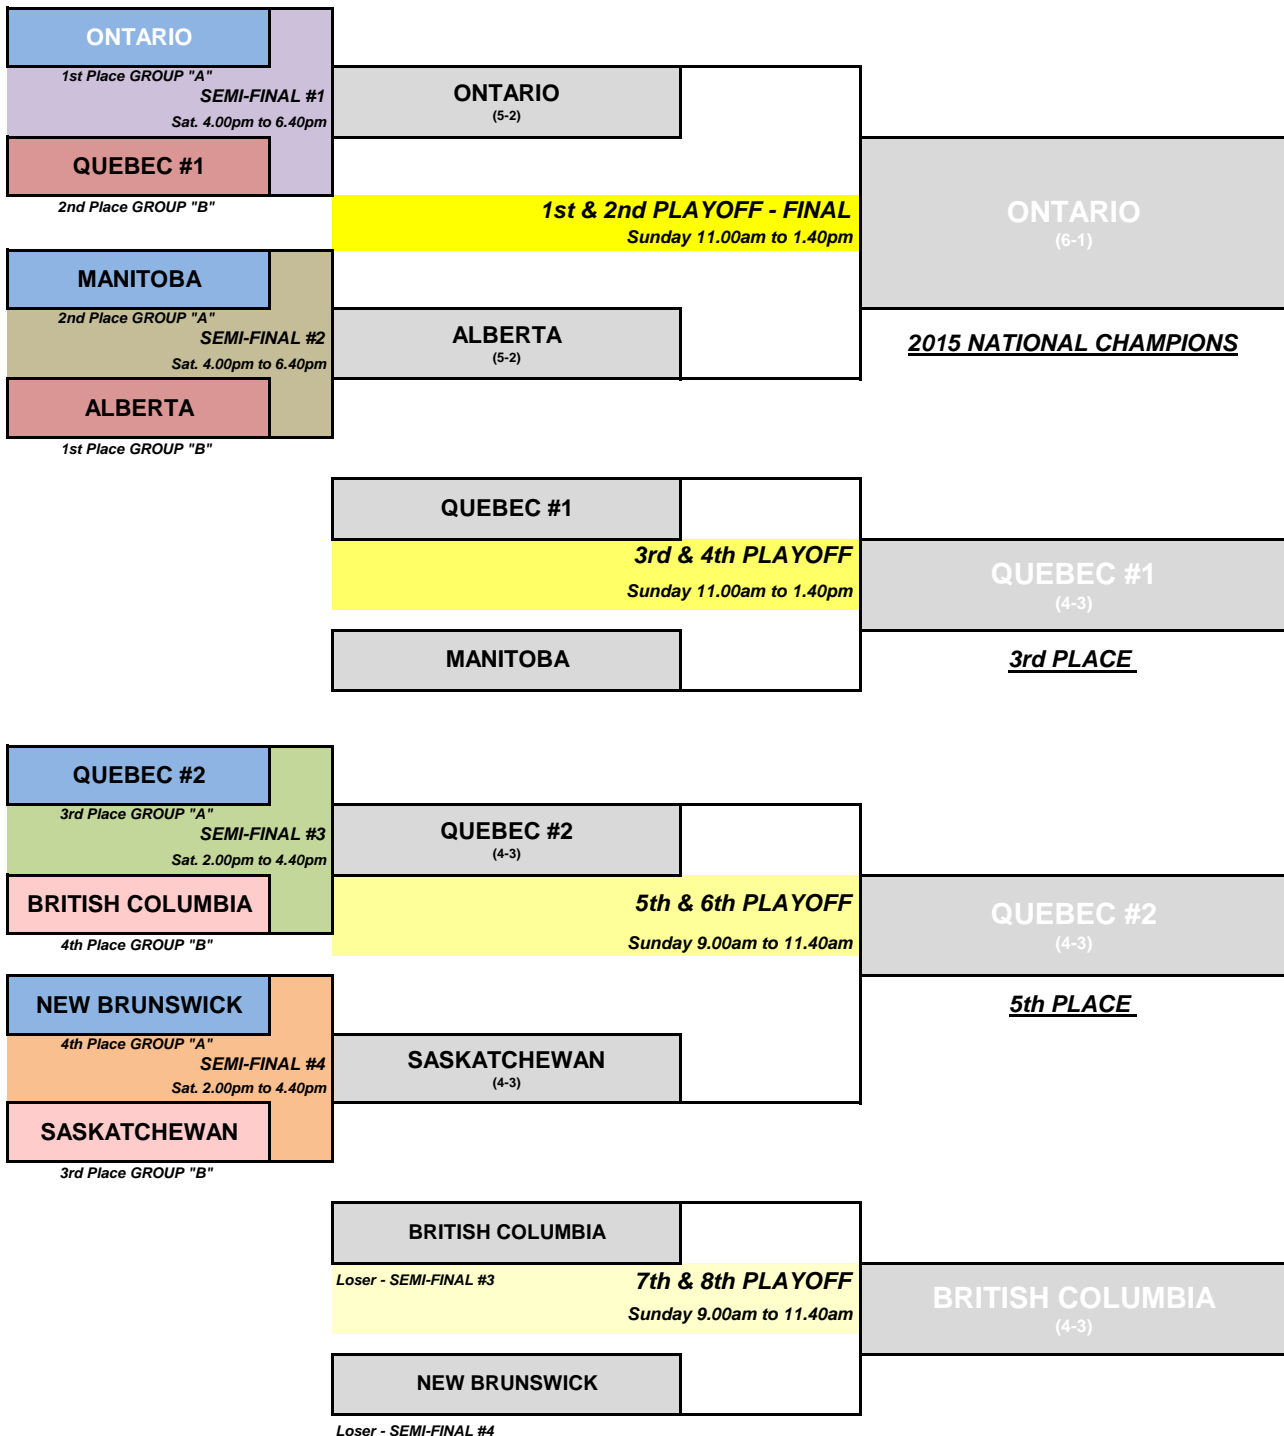 ONTARIO
1st Place GROUP "A"
SEMI-FINAL #1
Sat. 4.00pm to 6.40pm
QUEBEC #1
2nd Place GROUP "B"
ONTARIO
(5-2)
1st & 2nd PLAYOFF - FINAL
Sunday 11.00am to 1.40pm
ONTARIO
(6-1)
MANITOBA
2nd Place GROUP "A"
SEMI-FINAL #2
Sat. 4.00pm to 6.40pm
ALBERTA
1st Place GROUP "B"
ALBERTA
(5-2)
2015 NATIONAL CHAMPIONS
QUEBEC #1
3rd & 4th PLAYOFF
Sunday 11.00am to 1.40pm
MANITOBA
QUEBEC #1
(4-3)
3rd PLACE
QUEBEC #2
3rd Place GROUP "A"
SEMI-FINAL #3
Sat. 2.00pm to 4.40pm
BRITISH COLUMBIA
4th Place GROUP "B"
QUEBEC #2
(4-3)
5th & 6th PLAYOFF
Sunday 9.00am to 11.40am
QUEBEC #2
(4-3)
5th PLACE
NEW BRUNSWICK
4th Place GROUP "A"
SEMI-FINAL #4
Sat. 2.00pm to 4.40pm
SASKATCHEWAN
3rd Place GROUP "B"
SASKATCHEWAN
(4-3)
BRITISH COLUMBIA
Loser - SEMI-FINAL #3
7th & 8th PLAYOFF
Sunday 9.00am to 11.40am
BRITISH COLUMBIA
(4-3)
NEW BRUNSWICK
Loser - SEMI-FINAL #4